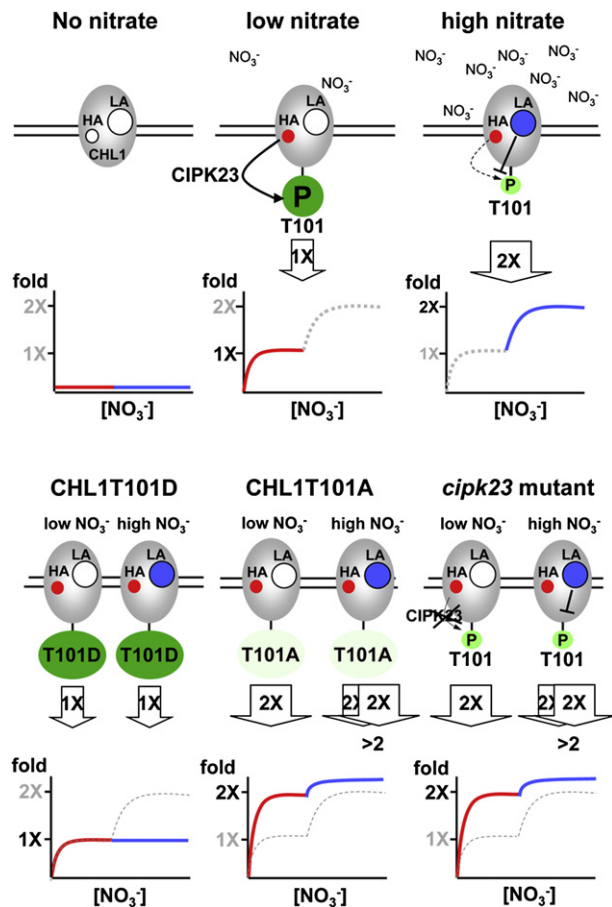 No nitrate
low nitrate
high nitrate
NO₃⁻
NO₃⁻
NO₃⁻ NO₃⁻
NO₃⁻ NO₃⁻
NO₃⁻ NO₃⁻
LA
HA
CHL1
LA
HA
CIPK23
P
T101
LA
HA
P
T101
1X
2X
fold
2X
1X
[NO₃⁻]
fold
2X
1X
[NO₃⁻]
fold
2X
1X
[NO₃⁻]
CHL1T101D
CHL1T101A
cipk23 mutant
low NO₃⁻ high NO₃⁻
low NO₃⁻ high NO₃⁻
low NO₃⁻ high NO₃⁻
LA
HA
LA
HA
LA
HA
LA
HA
LA
HA
LA
HA
CIPK23
T101D
T101D
T101A
T101A
P
T101
P
T101
1X
1X
2X
2X 2X
>2
2X
2X 2X
>2
fold
2X
1X
[NO₃⁻]
fold
2X
1X
[NO₃⁻]
fold
2X
1X
[NO₃⁻]